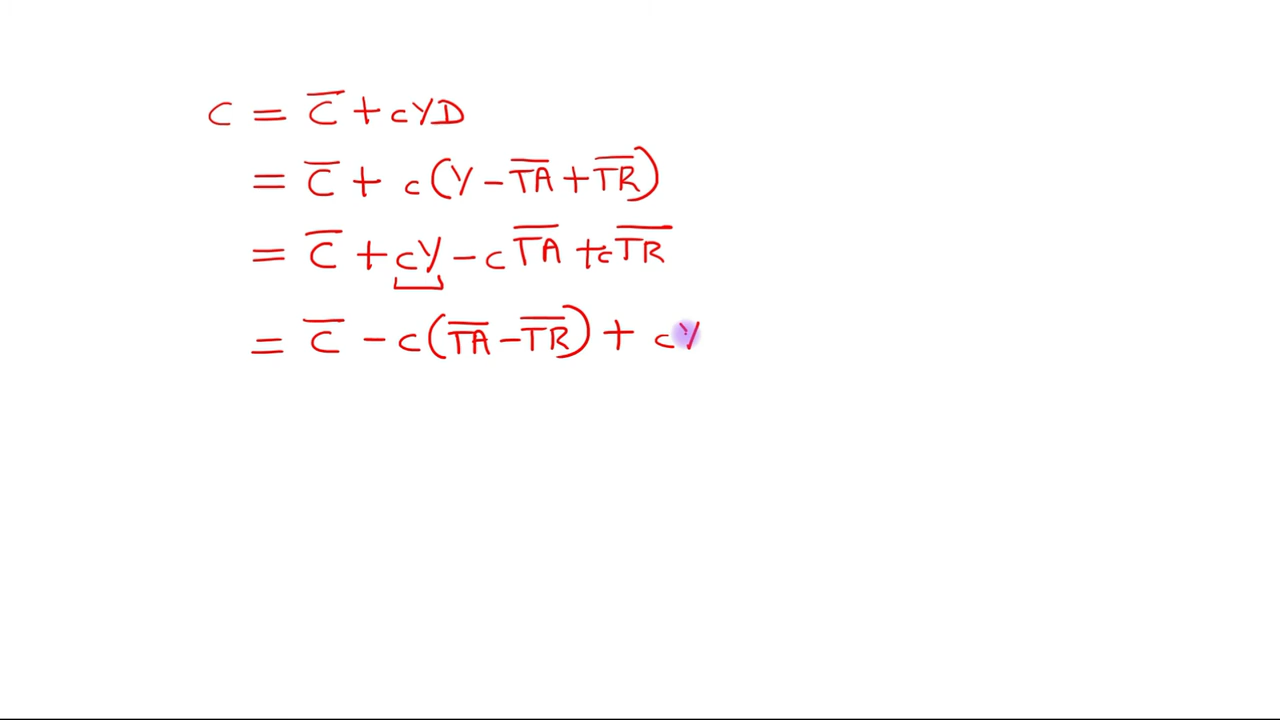 C = C̅ + cYD
= C̅ + c(Y - T̅A̅ + T̅R̅)
= C̅ + cY - cT̅A̅ + cT̅R̅
= C̅ - c(T̅A̅ - T̅R̅) + cY